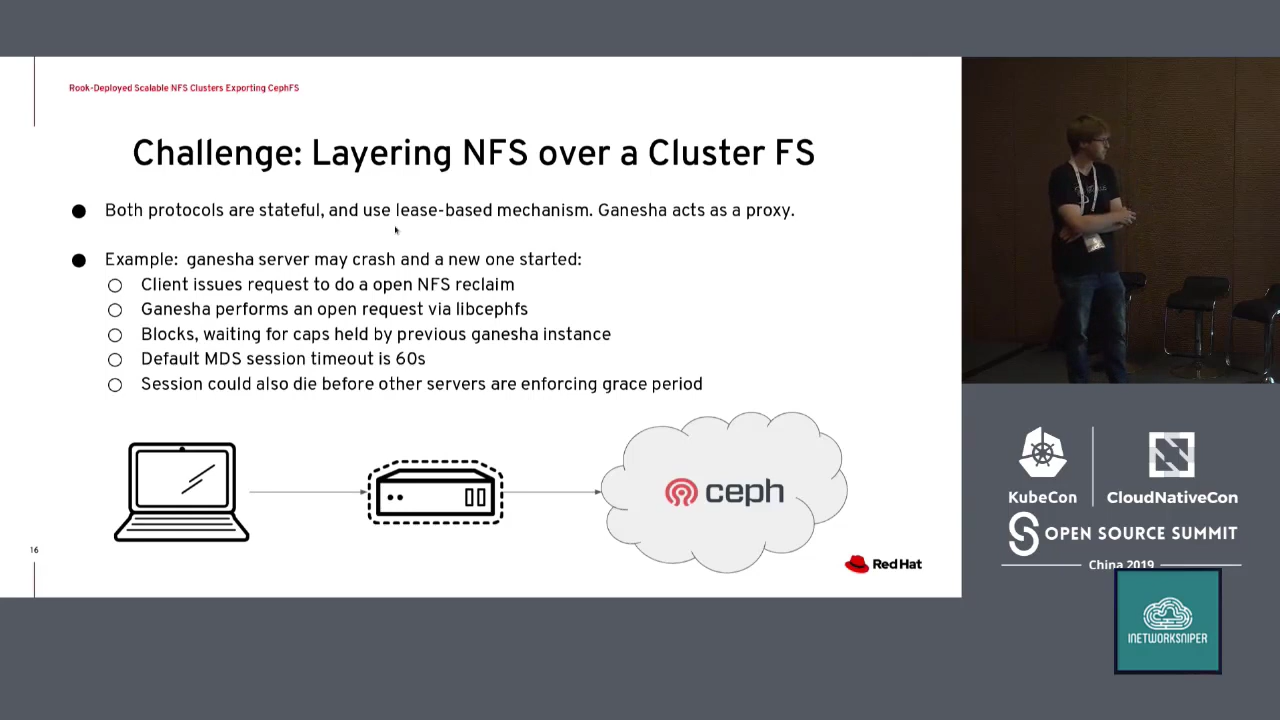 Rook-Deployed Scalable NFS Clusters Exporting CephFS
Challenge: Layering NFS over a Cluster FS
Both protocols are stateful, and use lease-based mechanism. Ganesha acts as a proxy.
Example: ganesha server may crash and a new one started:
Client issues request to do a open NFS reclaim
Ganesha performs an open request via libcephfs
Blocks, waiting for caps held by previous ganesha instance
Default MDS session timeout is 60s
Session could also die before other servers are enforcing grace period
ceph
16
Red Hat
KubeCon
CloudNativeCon
OPEN SOURCE SUMMIT
China 2019
INETWORKSNIPER